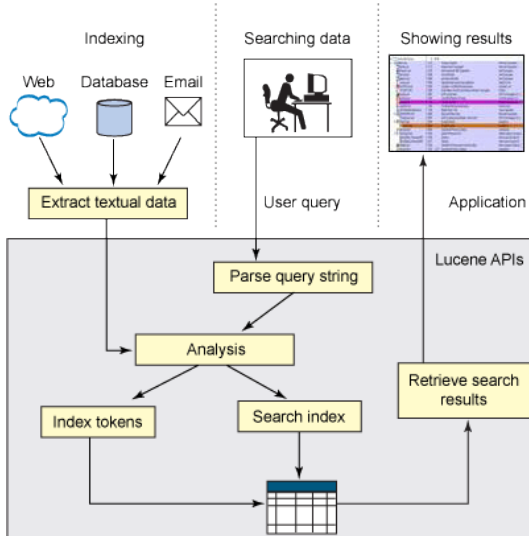 Indexing
Searching data
Showing results
Web
Database
Email
Extract textual data
User query
Application
Lucene APIs
Parse query string
Analysis
Retrieve search
results
Index tokens
Search index